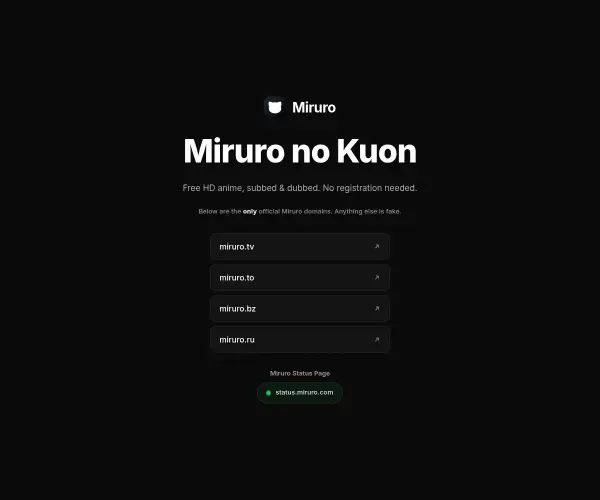 Miruro
Miruro no Kuon
Free HD anime, subbed & dubbed. No registration needed.
Below are the only official Miruro domains. Anything else is fake.
miruro.tv
miruro.to
miruro.bz
miruro.ru
Miruro Status Page
status.miruro.com